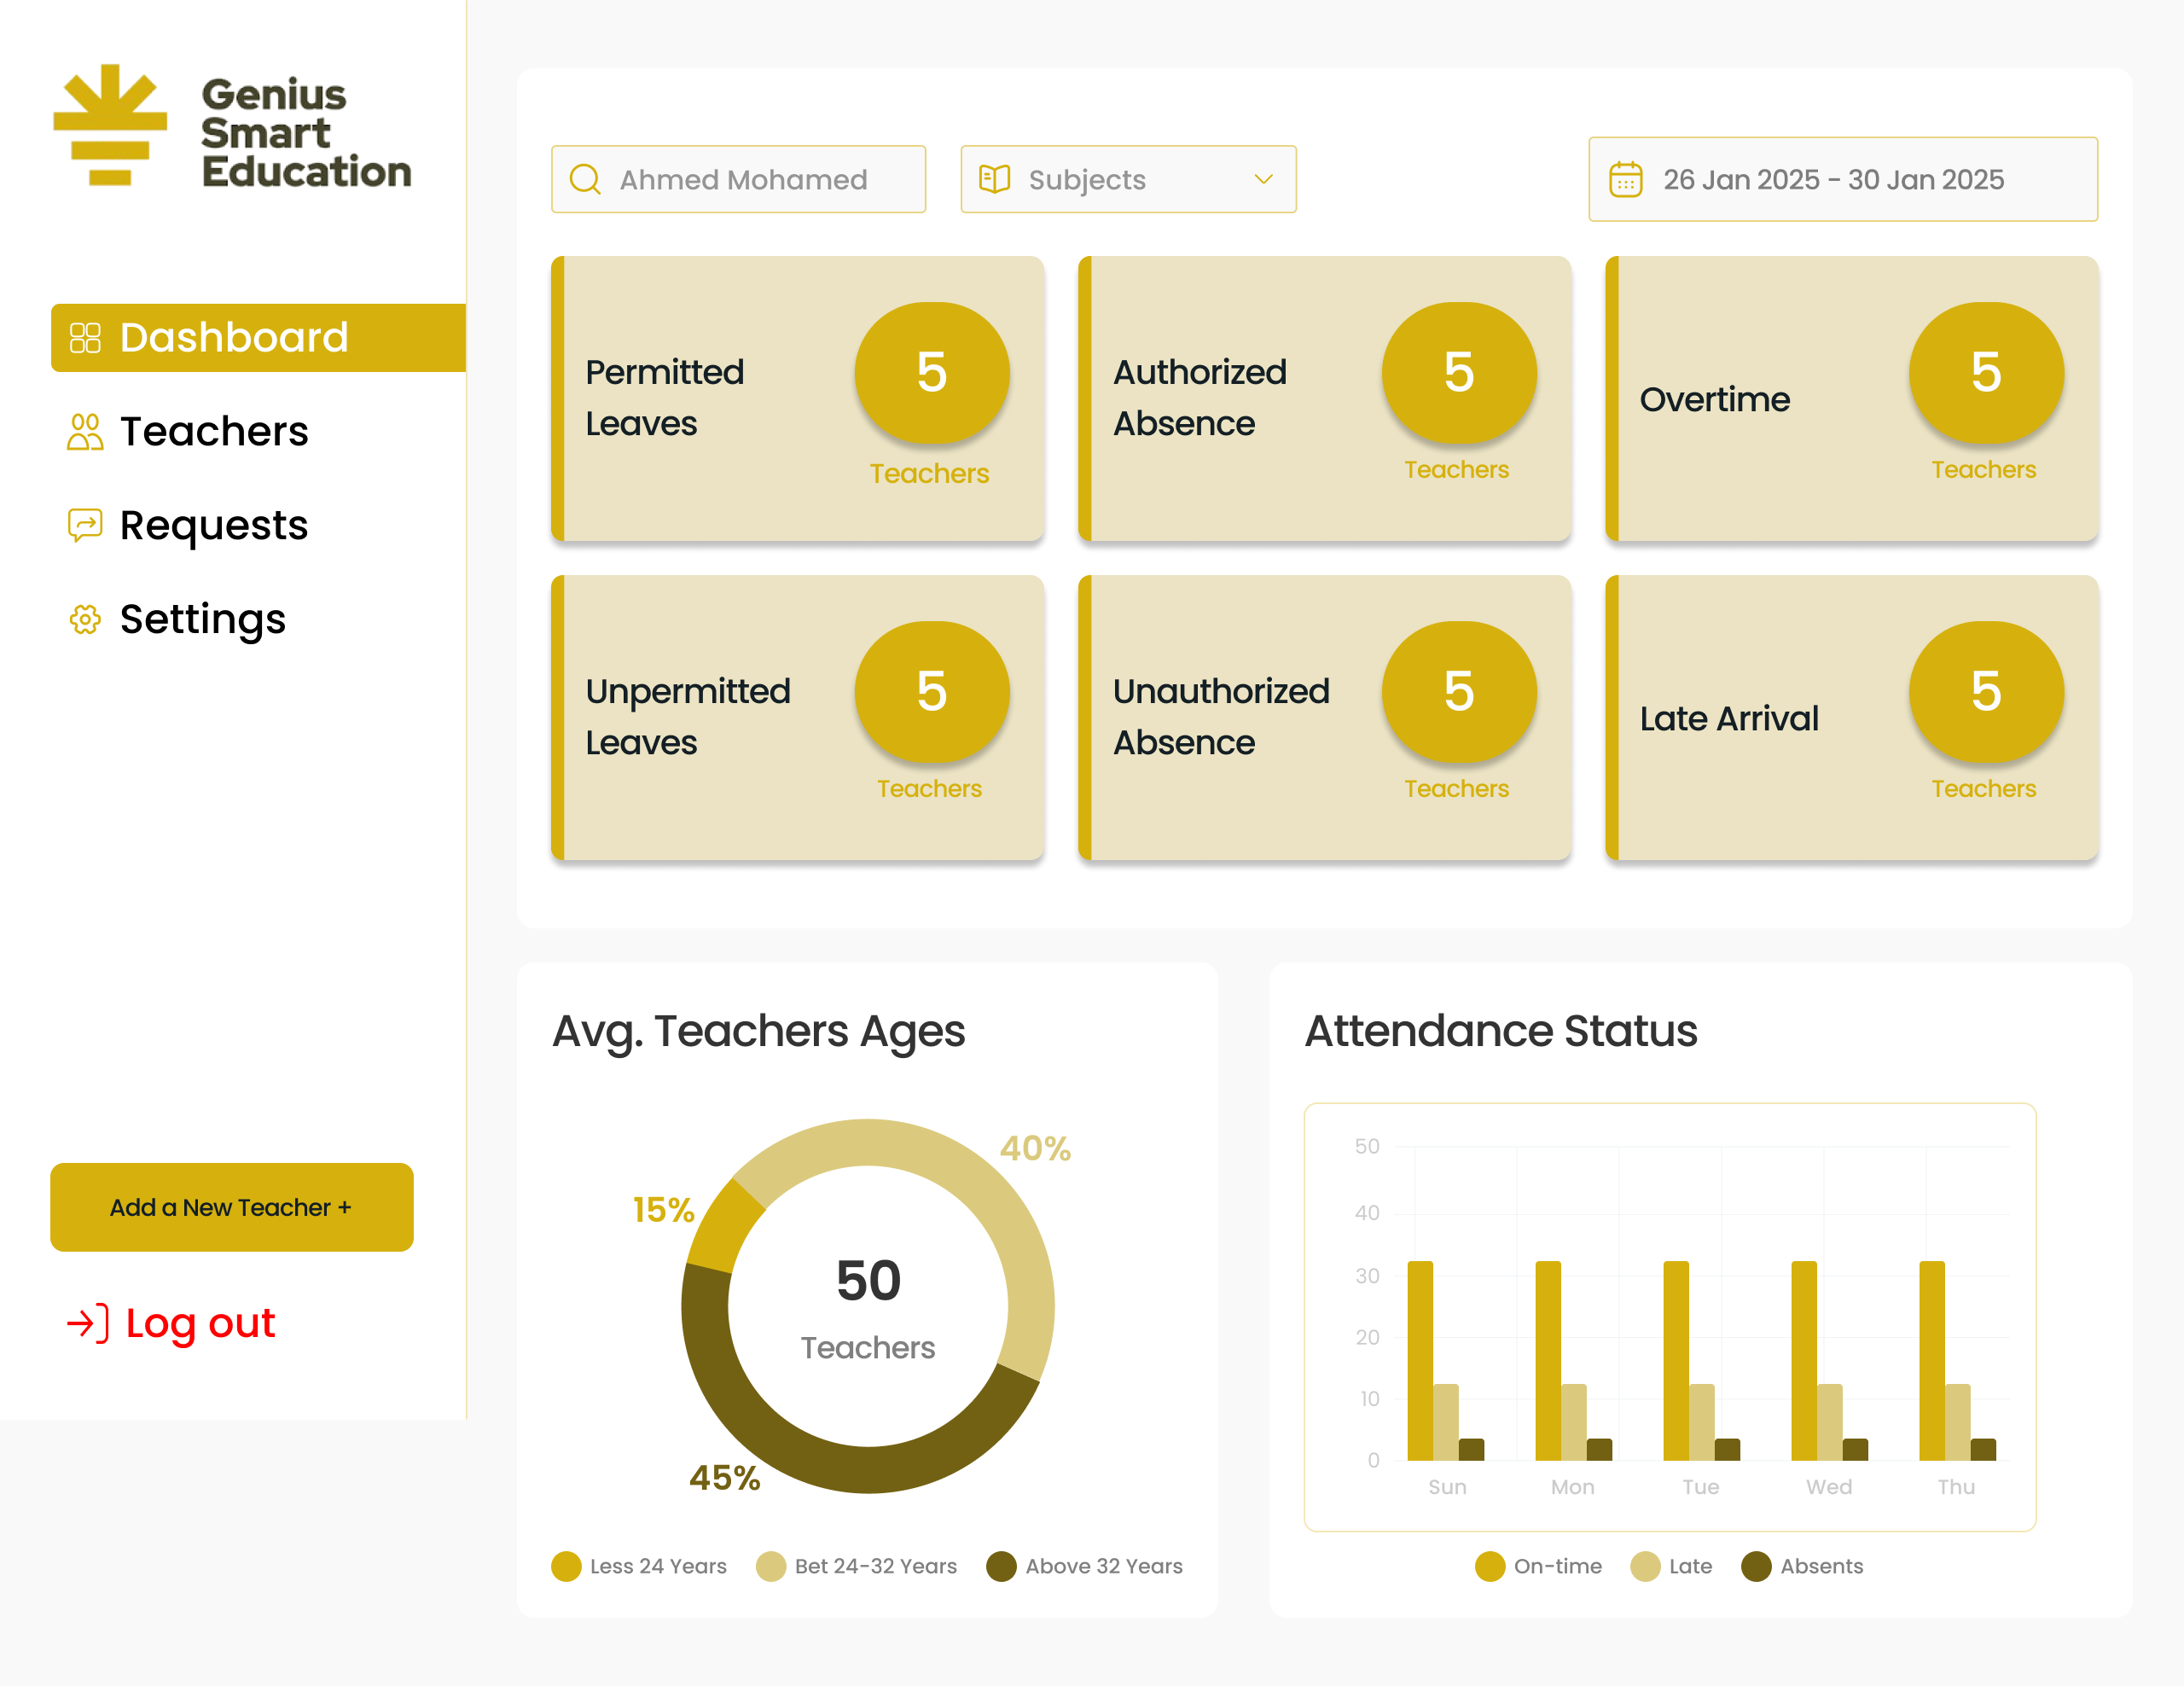 Genius
Smart
Education
Dashboard
Teachers
Requests
Settings
Add a New Teacher +
Log out
Ahmed Mohamed
Subjects
26 Jan 2025 - 30 Jan 2025
Permitted
Leaves
5
Teachers
Authorized
Absence
5
Teachers
Overtime
5
Teachers
Unpermitted
Leaves
5
Teachers
Unauthorized
Absence
5
Teachers
Late Arrival
5
Teachers
Avg. Teachers Ages
40%
15%
50
Teachers
45%
Less 24 Years
Bet 24-32 Years
Above 32 Years
Attendance Status
50
40
30
20
10
0
Sun Mon Tue Wed Thu
On-time
Late
Absents